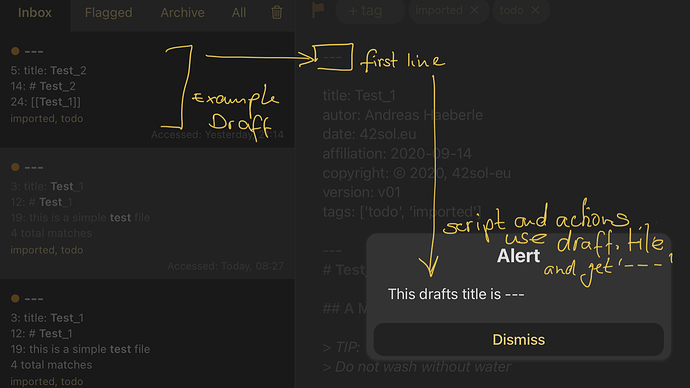 Inbox Flagged Archive All
+ tag imported × todo ×
---
5: title: Test_2
14: # Test_2
24: [[Test_1]]
imported, todo
Accessed: Yesterday, 21:14
Example
Draft
---
3: title: Test_1
12: # Test_1
19: this is a simple test file
4 total matches
imported, todo
Accessed: Today, 08:27
---
3: title: Test_1
12: # Test_1
19: this is a simple test file
4 total matches
imported, todo
---
first line
title: Test_1
autor: Andreas Haeberle
date: 42sol.eu
affiliation: 2020-09-14
copyright: © 2020, 42sol-eu
version: v01
tags: ['todo', 'imported']
---
# Test_
## A M
> TIP:
> Do not wash without water
script and actions
use draft.title
and get '---'
Alert
This drafts title is ---
Dismiss